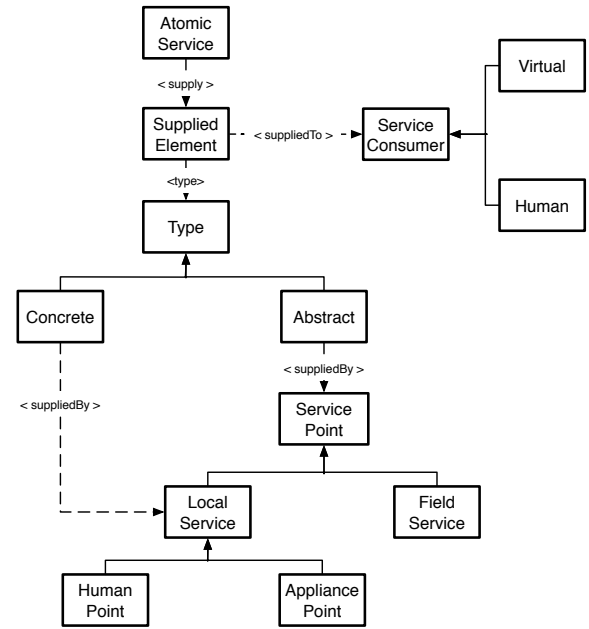 Atomic
Service
Virtual
< supply >
Supplied
Element
< suppliedTo >
Service
Consumer
<type>
Type
Human
Concrete
Abstract
< suppliedBy >
< suppliedBy >
Service
Point
Local
Service
Field
Service
Human
Point
Appliance
Point